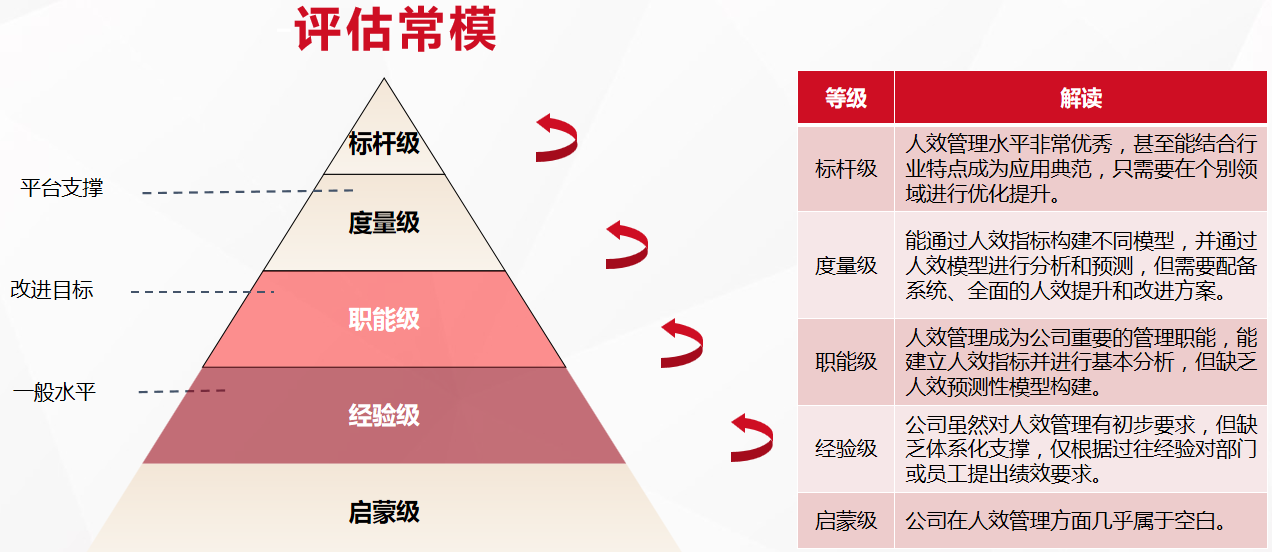 评估常模
标杆级
平台支撑
度量级
改进目标
职能级
一般水平
经验级
启蒙级
等级
解读
标杆级
人效管理水平非常优秀，甚至能结合行
业特点成为应用典范，只需要在个别领
域进行优化提升。
度量级
能通过人效指标构建不同模型，并通过
人效模型进行分析和预测，但需要配备
系统、全面的人效提升和改进方案。
职能级
人效管理成为公司重要的管理职能，能
建立人效指标并进行基本分析，但缺乏
人效预测性模型构建。
经验级
公司虽然对人效管理有初步要求，但缺
乏体系化支撑，仅根据过往经验对部门
或员工提出绩效要求。
启蒙级
公司在人效管理方面几乎属于空白。